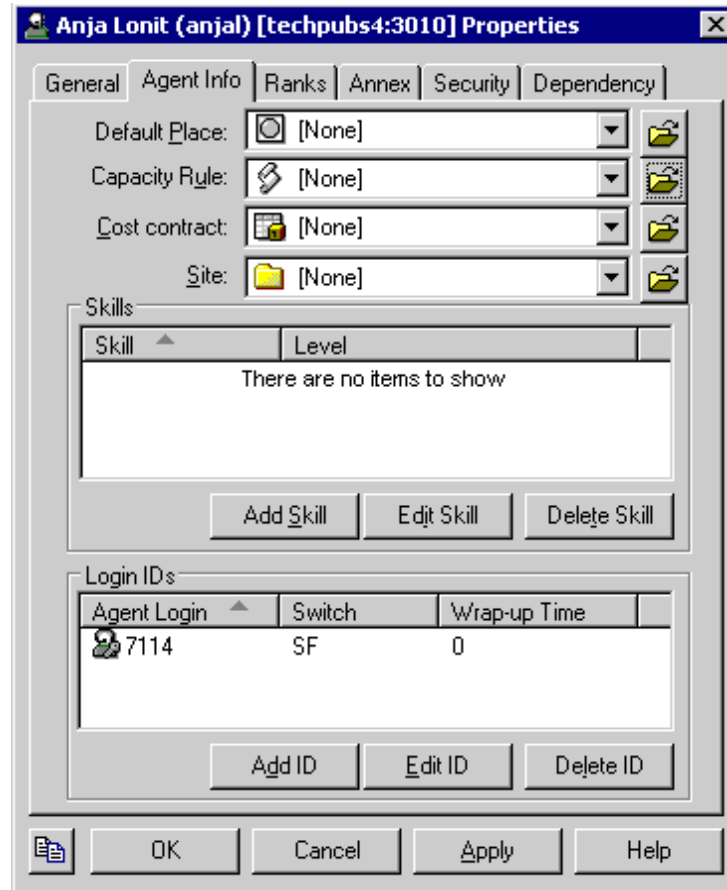 Anja Lonit (anjal) [techpubs4:3010] Properties
General Agent Info Ranks Annex Security Dependency
Default Place: [None]
Capacity Rule: [None]
Cost contract: [None]
Site: [None]
Skills
Skill Level
There are no items to show
Add Skill Edit Skill Delete Skill
Login IDs
Agent Login Switch Wrap-up Time
7114 SF 0
Add ID Edit ID Delete ID
OK Cancel Apply Help